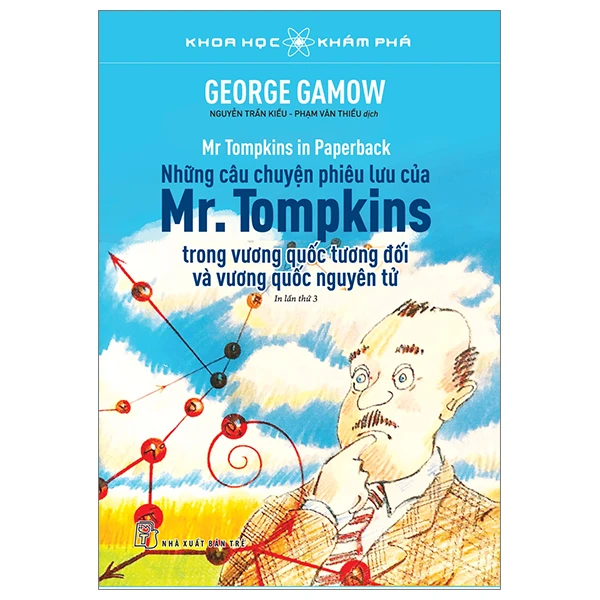 KHOA HỌC KHÁM PHÁ
GEORGE GAMOW
NGUYỄN TRẦN KIỀU - PHẠM VĂN THIỀU dịch
Mr Tompkins in Paperback
Những câu chuyện phiêu lưu của
Mr. Tompkins
trong vương quốc tương đối
và vương quốc nguyên tử
In lần thứ 3
NHÀ XUẤT BẢN TRẺ